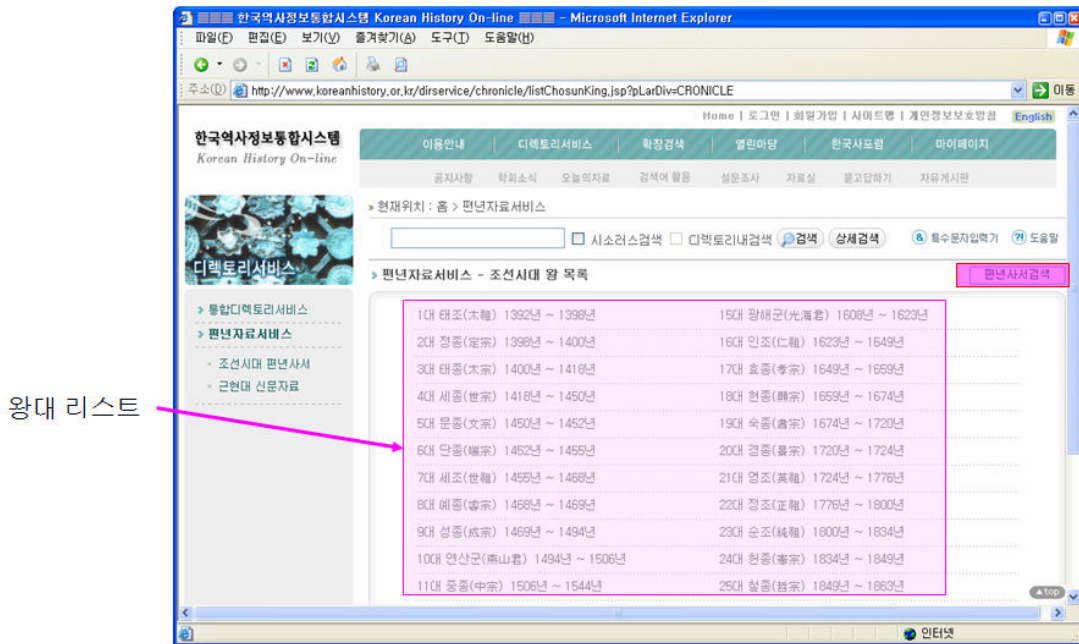 한국역사정보통합시스템 Korean History On-line - Microsoft Internet Explorer
파일(F) 편집(E) 보기(V) 즐겨찾기(A) 도구(T) 도움말(H)
주소(D) http://www.koreanhistory.or.kr/dirservice/chronicle/listChosunKing.jsp?pLarDiv=CRONICLE 이동
Home | 로그인 | 회원가입 | 사이트맵 | 개인정보보호방침 English
한국역사정보통합시스템
Korean History On-line
이용안내 | 디렉토리서비스 | 확장검색 | 열린마당 | 한국사포럼 | 마이페이지
공지사항 학회소식 오늘의자료 검색어 활용 설문조사 자료실 묻고답하기 자유게시판
» 현재위치 : 홈 > 편년자료서비스
시소러스검색 디렉토리내검색 검색 상세검색 특수문자입력기 도움말
디렉토리서비스
편년자료서비스 - 조선시대 왕 목록
편년사서검색
» 통합디렉토리서비스
» 편년자료서비스
조선시대 편년사서
근현대 신문자료
왕대 리스트
1대 태조(太祖) 1392년 ~ 1398년
2대 정종(定宗) 1398년 ~ 1400년
3대 태종(太宗) 1400년 ~ 1418년
4대 세종(世宗) 1418년 ~ 1450년
5대 문종(文宗) 1450년 ~ 1452년
6대 단종(端宗) 1452년 ~ 1455년
7대 세조(世祖) 1455년 ~ 1468년
8대 예종(睿宗) 1468년 ~ 1469년
9대 성종(成宗) 1469년 ~ 1494년
10대 연산군(燕山君) 1494년 ~ 1506년
11대 중종(中宗) 1506년 ~ 1544년
15대 광해군(光海君) 1608년 ~ 1623년
16대 인조(仁祖) 1623년 ~ 1649년
17대 효종(孝宗) 1649년 ~ 1659년
18대 현종(顯宗) 1659년 ~ 1674년
19대 숙종(肅宗) 1674년 ~ 1720년
20대 경종(景宗) 1720년 ~ 1724년
21대 영조(英祖) 1724년 ~ 1776년
22대 정조(正祖) 1776년 ~ 1800년
23대 순조(純祖) 1800년 ~ 1834년
24대 헌종(憲宗) 1834년 ~ 1849년
25대 철종(哲宗) 1849년 ~ 1863년
▲top
인터넷